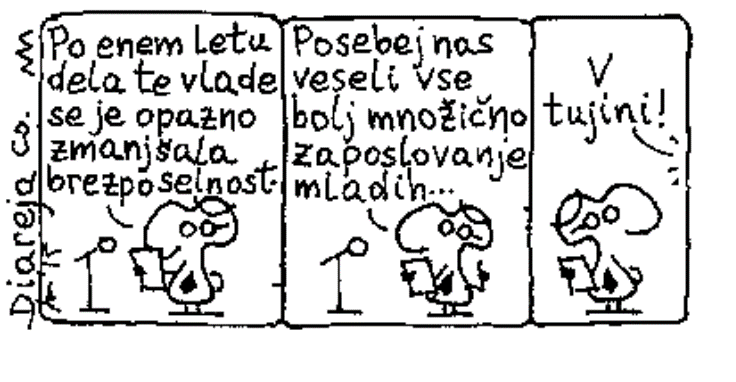 Diareja Co.
Po enem letu
dela te vlade
se je opazno
zmanjšala
brezposelnost.
Posebej nas
veseli vse
bolj množično
zaposlovanje
mladih...
V
tujini!